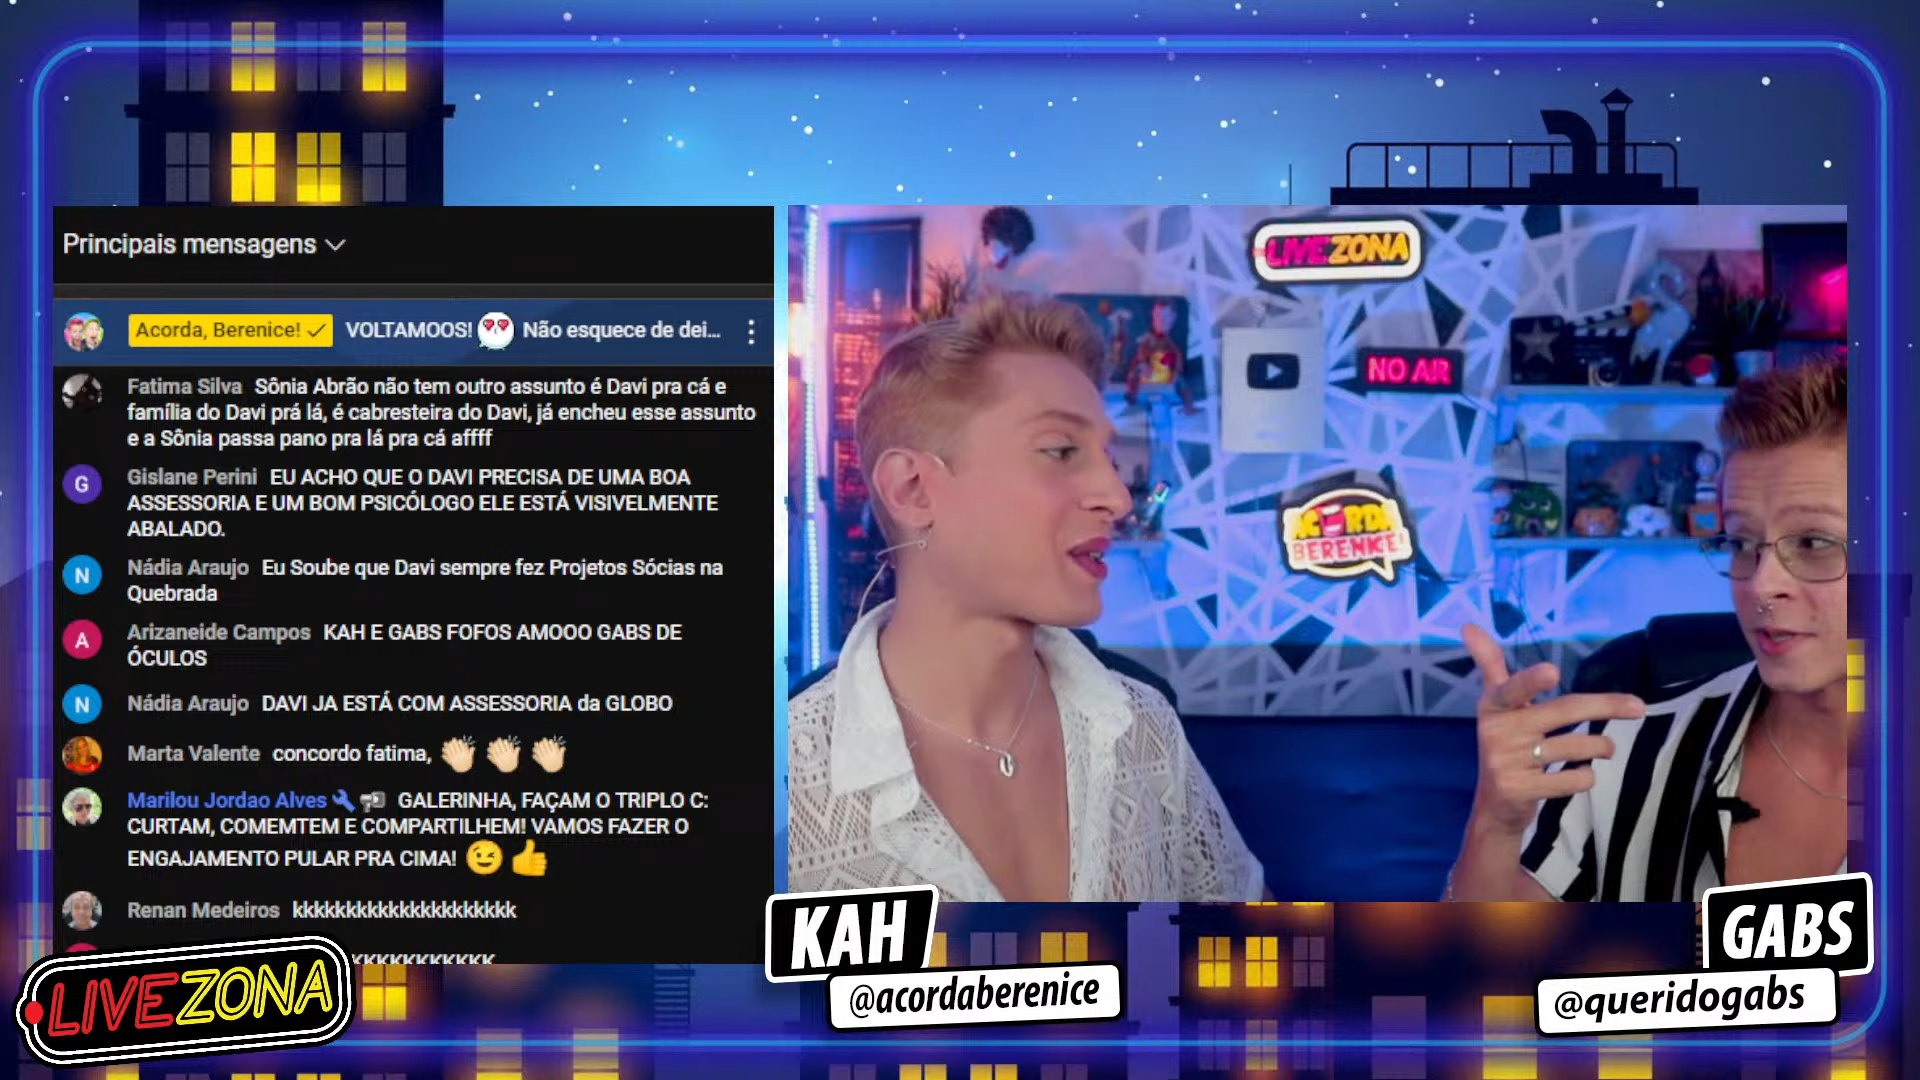 Principais mensagens
Acorda, Berenice! VOLTAMOOS! Não esquece de dei...
Fatima Silva Sônia Abrão não tem outro assunto é Davi pra cá e
família do Davi prá lá, é cabresteira do Davi, já encheu esse assunto
e a Sônia passa pano pra lá pra cá affff
G Gislane Perini EU ACHO QUE O DAVI PRECISA DE UMA BOA
ASSESSORIA E UM BOM PSICÓLOGO ELE ESTÁ VISIVELMENTE
ABALADO.
N Nádia Araujo Eu Soube que Davi sempre fez Projetos Sócias na
Quebrada
A Arizaneide Campos KAH E GABS FOFOS AMOOO GABS DE
ÓCULOS
N Nádia Araujo DAVI JA ESTÁ COM ASSESSORIA da GLOBO
Marta Valente concordo fatima, 👏🏻 👏🏻 👏🏻
Marilou Jordao Alves GALERINHA, FAÇAM O TRIPLO C:
CURTAM, COMEMTEM E COMPARTILHEM! VAMOS FAZER O
ENGAJAMENTO PULAR PRA CIMA! 😉 👍
Renan Medeiros kkkkkkkkkkkkkkkkkkkkk
LIVEZONA
LIVEZONA
NO AR
ACORDA
BERENICE!
KAH
@acordaberenice
GABS
@queridogabs